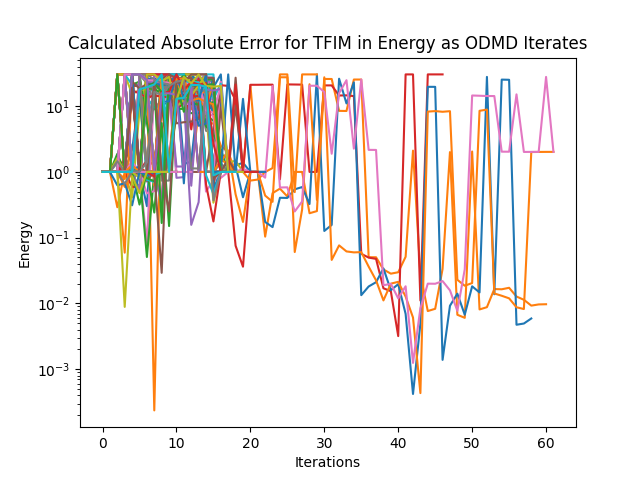 Calculated Absolute Error for TFIM in Energy as ODMD Iterates
10¹
10⁰
10⁻¹
10⁻²
10⁻³
Energy
0 10 20 30 40 50 60
Iterations